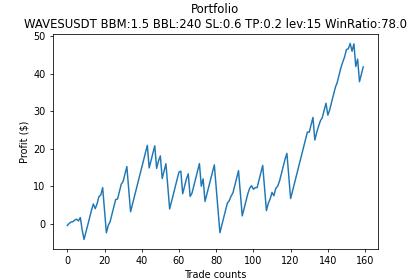 Portfolio
WAVESUSDT BBM:1.5 BBL:240 SL:0.6 TP:0.2 lev:15 WinRatio:78.0
50
40
30
20
10
0
Profit ($)
0 20 40 60 80 100 120 140 160
Trade counts